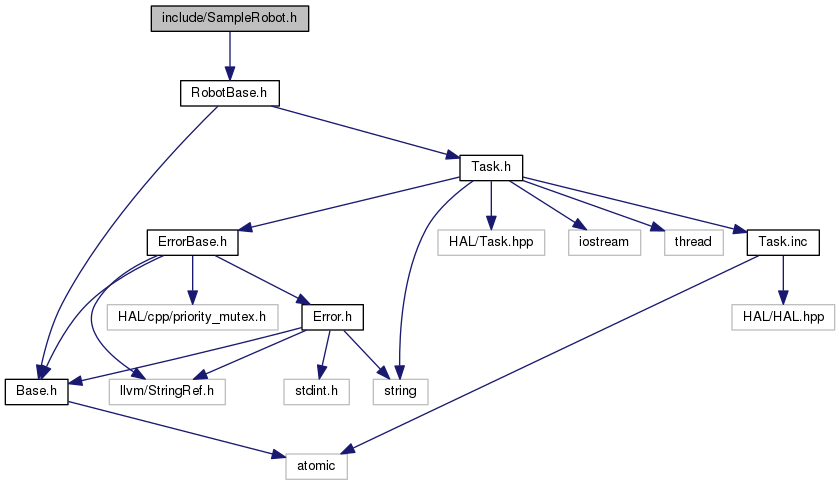 include/SampleRobot.h
RobotBase.h
Task.h
ErrorBase.h
HAL/Task.hpp
iostream
thread
Task.inc
HAL/cpp/priority_mutex.h
Error.h
HAL/HAL.hpp
Base.h
llvm/StringRef.h
stdint.h
string
atomic